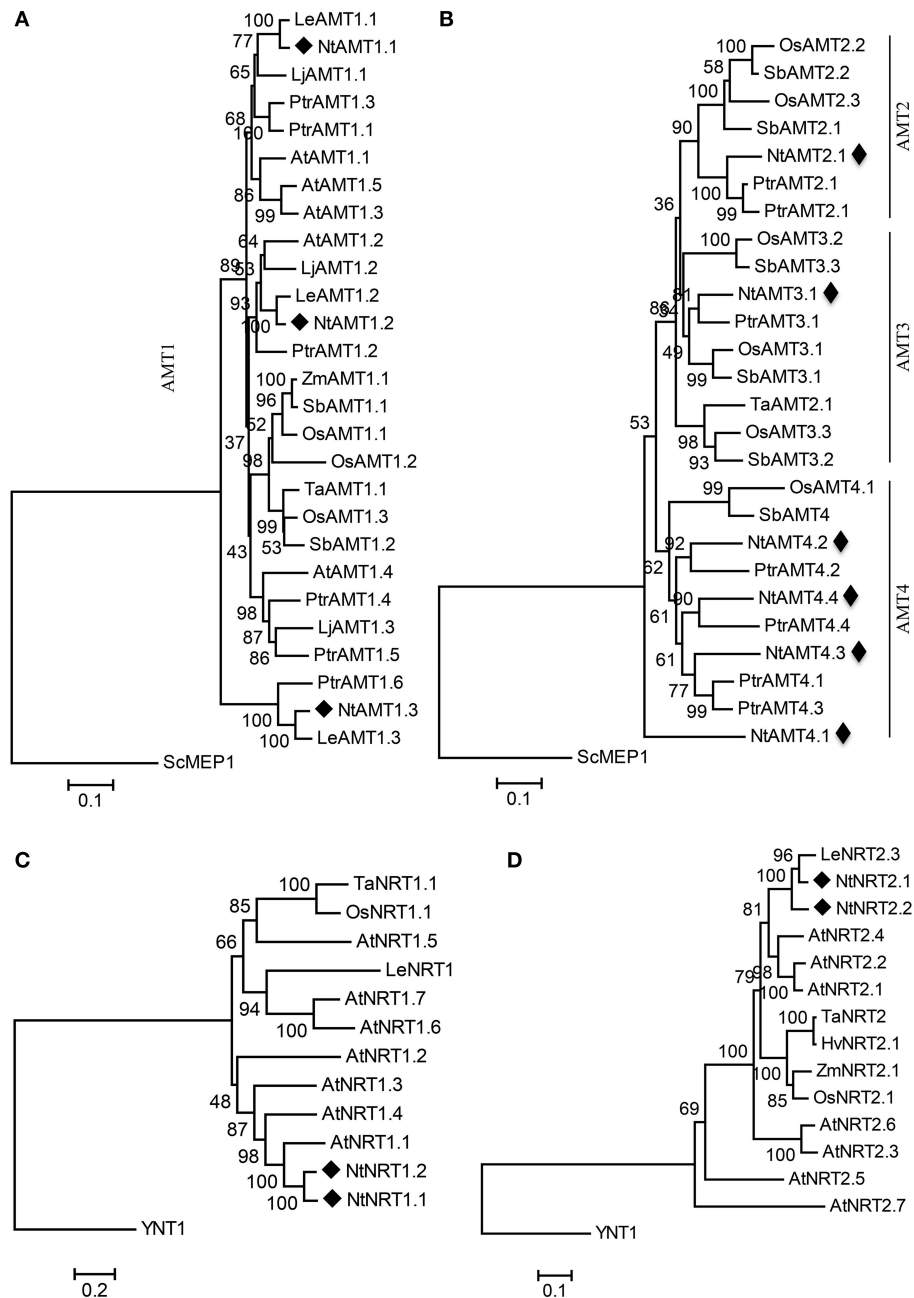 A
100
LeAMT1.1
77
NtAMT1.1
65
LjAMT1.1
PtrAMT1.3
68
100
PtrAMT1.1
AtAMT1.1
86
AtAMT1.5
99
AtAMT1.3
64
AtAMT1.2
89
53
LjAMT1.2
93
LeAMT1.2
100
NtAMT1.2
PtrAMT1.2
AMT1
100
ZmAMT1.1
96
SbAMT1.1
52
OsAMT1.1
37
98
OsAMT1.2
TaAMT1.1
99
OsAMT1.3
43
53
SbAMT1.2
AtAMT1.4
98
PtrAMT1.4
87
LjAMT1.3
86
PtrAMT1.5
PtrAMT1.6
100
NtAMT1.3
100
LeAMT1.3
ScMEP1
0.1
B
100
OsAMT2.2
58
SbAMT2.2
100
OsAMT2.3
90
SbAMT2.1
NtAMT2.1
100
PtrAMT2.1
99
PtrAMT2.1
AMT2
36
100
OsAMT3.2
SbAMT3.3
81
NtAMT3.1
86
54
PtrAMT3.1
49
OsAMT3.1
99
SbAMT3.1
AMT3
TaAMT2.1
53
98
OsAMT3.3
93
SbAMT3.2
99
OsAMT4.1
SbAMT4
92
NtAMT4.2
62
PtrAMT4.2
90
NtAMT4.4
61
PtrAMT4.4
AMT4
61
NtAMT4.3
77
PtrAMT4.1
99
PtrAMT4.3
NtAMT4.1
ScMEP1
0.1
C
100
TaNRT1.1
85
OsNRT1.1
66
AtNRT1.5
LeNRT1
94
AtNRT1.7
100
AtNRT1.6
AtNRT1.2
48
AtNRT1.3
87
AtNRT1.4
98
AtNRT1.1
100
NtNRT1.2
100
NtNRT1.1
YNT1
0.2
D
96
LeNRT2.3
100
NtNRT2.1
81
NtNRT2.2
AtNRT2.4
79
98
AtNRT2.2
100
AtNRT2.1
100
TaNRT2
100
HvNRT2.1
100
ZmNRT2.1
85
OsNRT2.1
69
AtNRT2.6
100
AtNRT2.3
AtNRT2.5
AtNRT2.7
YNT1
0.1